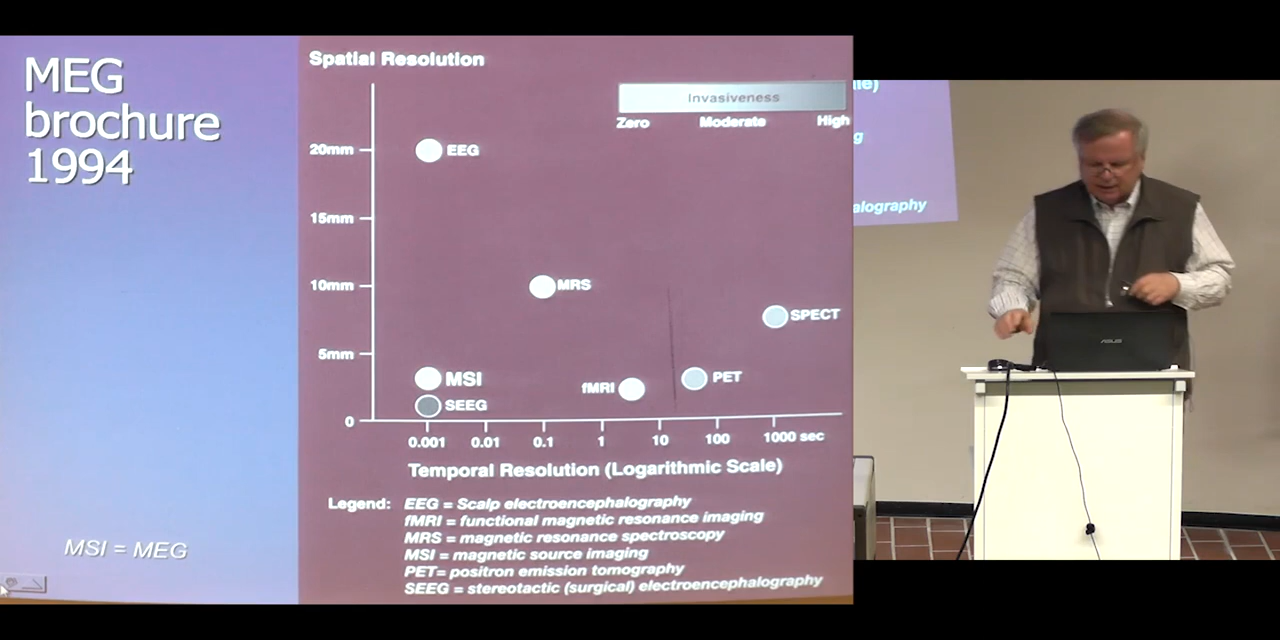 MEG
brochure
1994
MSI = MEG
Spatial Resolution
Invasiveness
Zero Moderate High
20mm
15mm
10mm
5mm
0
EEG
MRS
SPECT
MSI
fMRI
PET
SEEG
0.001 0.01 0.1 1 10 100 1000 sec
Temporal Resolution (Logarithmic Scale)
Legend: EEG = Scalp electroencephalography
fMRI = functional magnetic resonance imaging
MRS = magnetic resonance spectroscopy
MSI = magnetic source imaging
PET= positron emission tomography
SEEG = stereotactic (surgical) electroencephalography
alography
ASUS